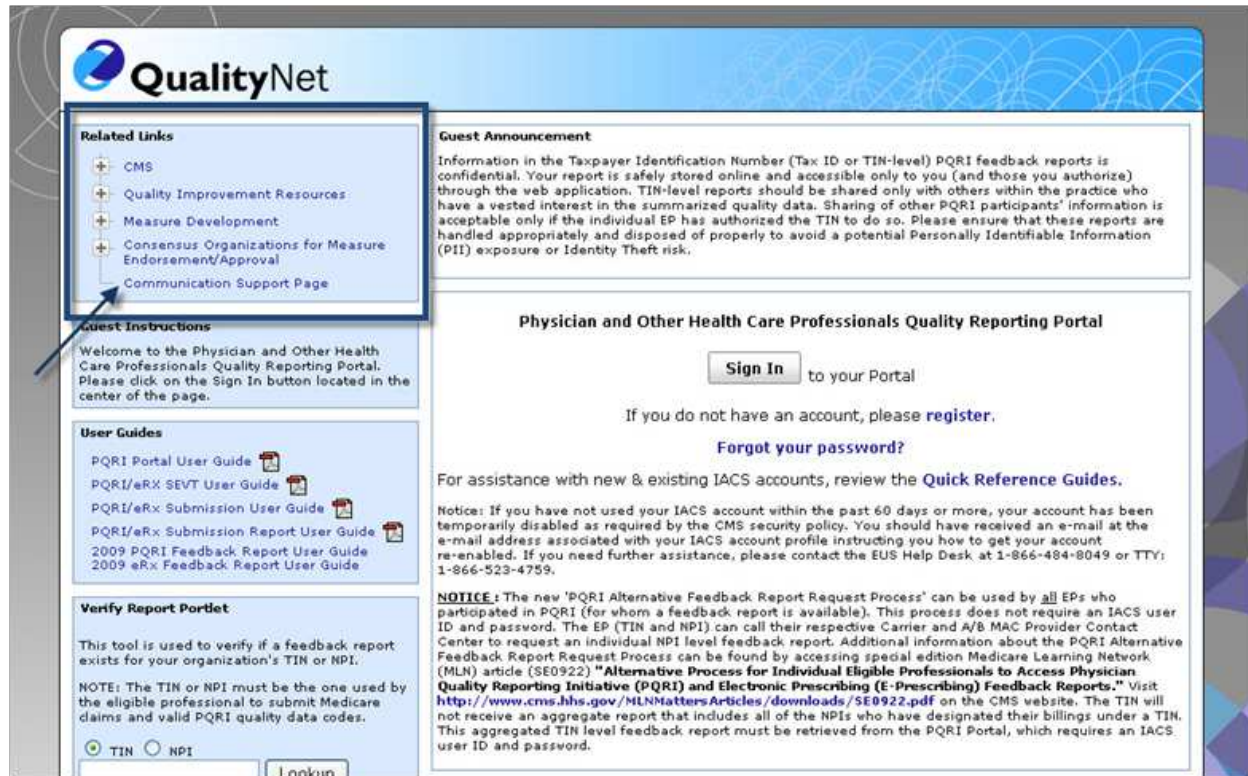 QualityNet
Related Links
CMS
Quality Improvement Resources
Measure Development
Consensus Organizations for Measure
Endorsement/Approval
Communication Support Page
Guest Instructions
Welcome to the Physician and Other Health
Care Professionals Quality Reporting Portal.
Please click on the Sign In button located in the
center of the page.
User Guides
PQRI Portal User Guide
PQRI/eRX SEVT User Guide
PQRI/eRx Submission User Guide
PQRI/eRx Submission Report User Guide
2009 PQRI Feedback Report User Guide
2009 eRx Feedback Report User Guide
Verify Report Portlet
This tool is used to verify if a feedback report
exists for your organization's TIN or NPI.
NOTE: The TIN or NPI must be the one used by
the eligible professional to submit Medicare
claims and valid PQRI quality data codes.
TIN NPI
Lookup
Guest Announcement
Information in the Taxpayer Identification Number (Tax ID or TIN-level) PQRI feedback reports is
confidential. Your report is safely stored online and accessible only to you (and those you authorize)
through the web application. TIN-level reports should be shared only with others within the practice who
have a vested interest in the summarized quality data. Sharing of other PQRI participants' information is
acceptable only if the individual EP has authorized the TIN to do so. Please ensure that these reports are
handled appropriately and disposed of properly to avoid a potential Personally Identifiable Information
(PII) exposure or Identity Theft risk.
Physician and Other Health Care Professionals Quality Reporting Portal
Sign In to your Portal
If you do not have an account, please register.
Forgot your password?
For assistance with new & existing IACS accounts, review the Quick Reference Guides.
Notice: If you have not used your IACS account within the past 60 days or more, your account has been
temporarily disabled as required by the CMS security policy. You should have received an e-mail at the
e-mail address associated with your IACS account profile instructing you how to get your account
re-enabled. If you need further assistance, please contact the EUS Help Desk at 1-866-484-8049 or TTY:
1-866-523-4759.
NOTICE : The new 'PQRI Alternative Feedback Report Request Process' can be used by all EPs who
participated in PQRI (for whom a feedback report is available). This process does not require an IACS user
ID and password. The EP (TIN and NPI) can call their respective Carrier and A/B MAC Provider Contact
Center to request an individual NPI level feedback report. Additional information about the PQRI Alternative
Feedback Report Request Process can be found by accessing special edition Medicare Learning Network
(MLN) article (SE0922) "Alternative Process for Individual Eligible Professionals to Access Physician
Quality Reporting Initiative (PQRI) and Electronic Prescribing (E-Prescribing) Feedback Reports." Visit
http://www.cms.hhs.gov/MLNMattersArticles/downloads/SE0922.pdf on the CMS website. The TIN will
not receive an aggregate report that includes all of the NPIs who have designated their billings under a TIN.
This aggregated TIN level feedback report must be retrieved from the PQRI Portal, which requires an IACS
user ID and password.